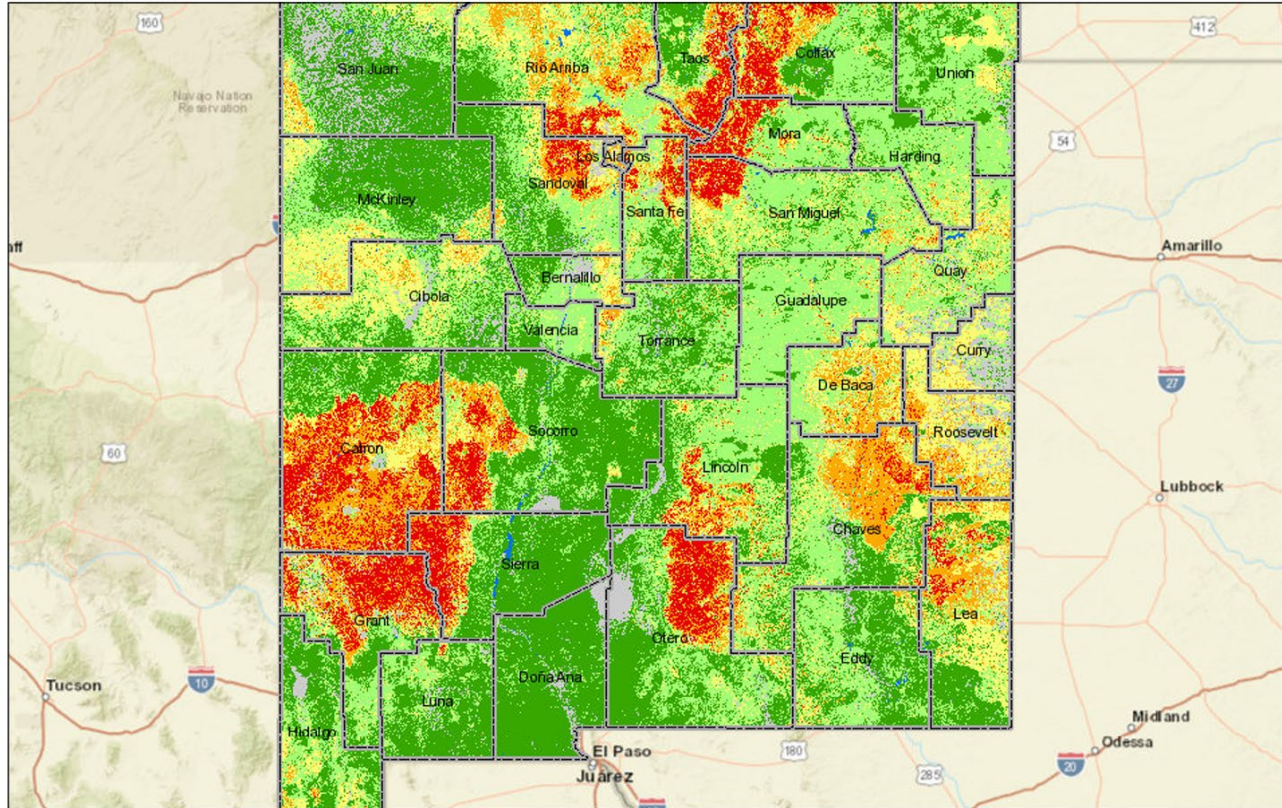 160
412
San Juan
Rio Arriba
Taos
Colfax
Union
Navajo Nation
Reservation
54
Mora
Harding
Los Alamos
McKinley
Sandoval
Santa Fe
San Miguel
aff
Amarillo
Bernalillo
Quay
Cibola
Guadalupe
Valencia
Torrance
Curry
De Baca
27
60
Catron
Socorro
Roosevelt
Lincoln
Lubbock
Chaves
Sierra
Grant
Lea
Otero
Eddy
10
Tucson
Doña Ana
Luna
Hidalgo
Midland
El Paso
180
Odessa
Juárez
285
20